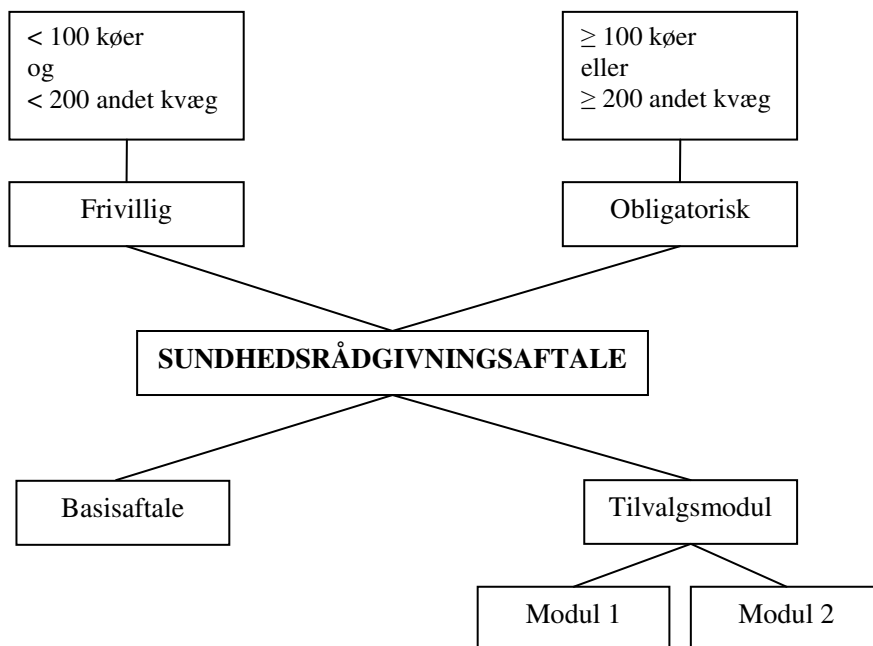 < 100 køer
og
< 200 andet kvæg
≥ 100 køer
eller
≥ 200 andet kvæg
Frivillig
Obligatorisk
SUNDHEDSRÅDGIVNINGSAFTALE
Basisaftale
Tilvalgsmodul
Modul 1
Modul 2